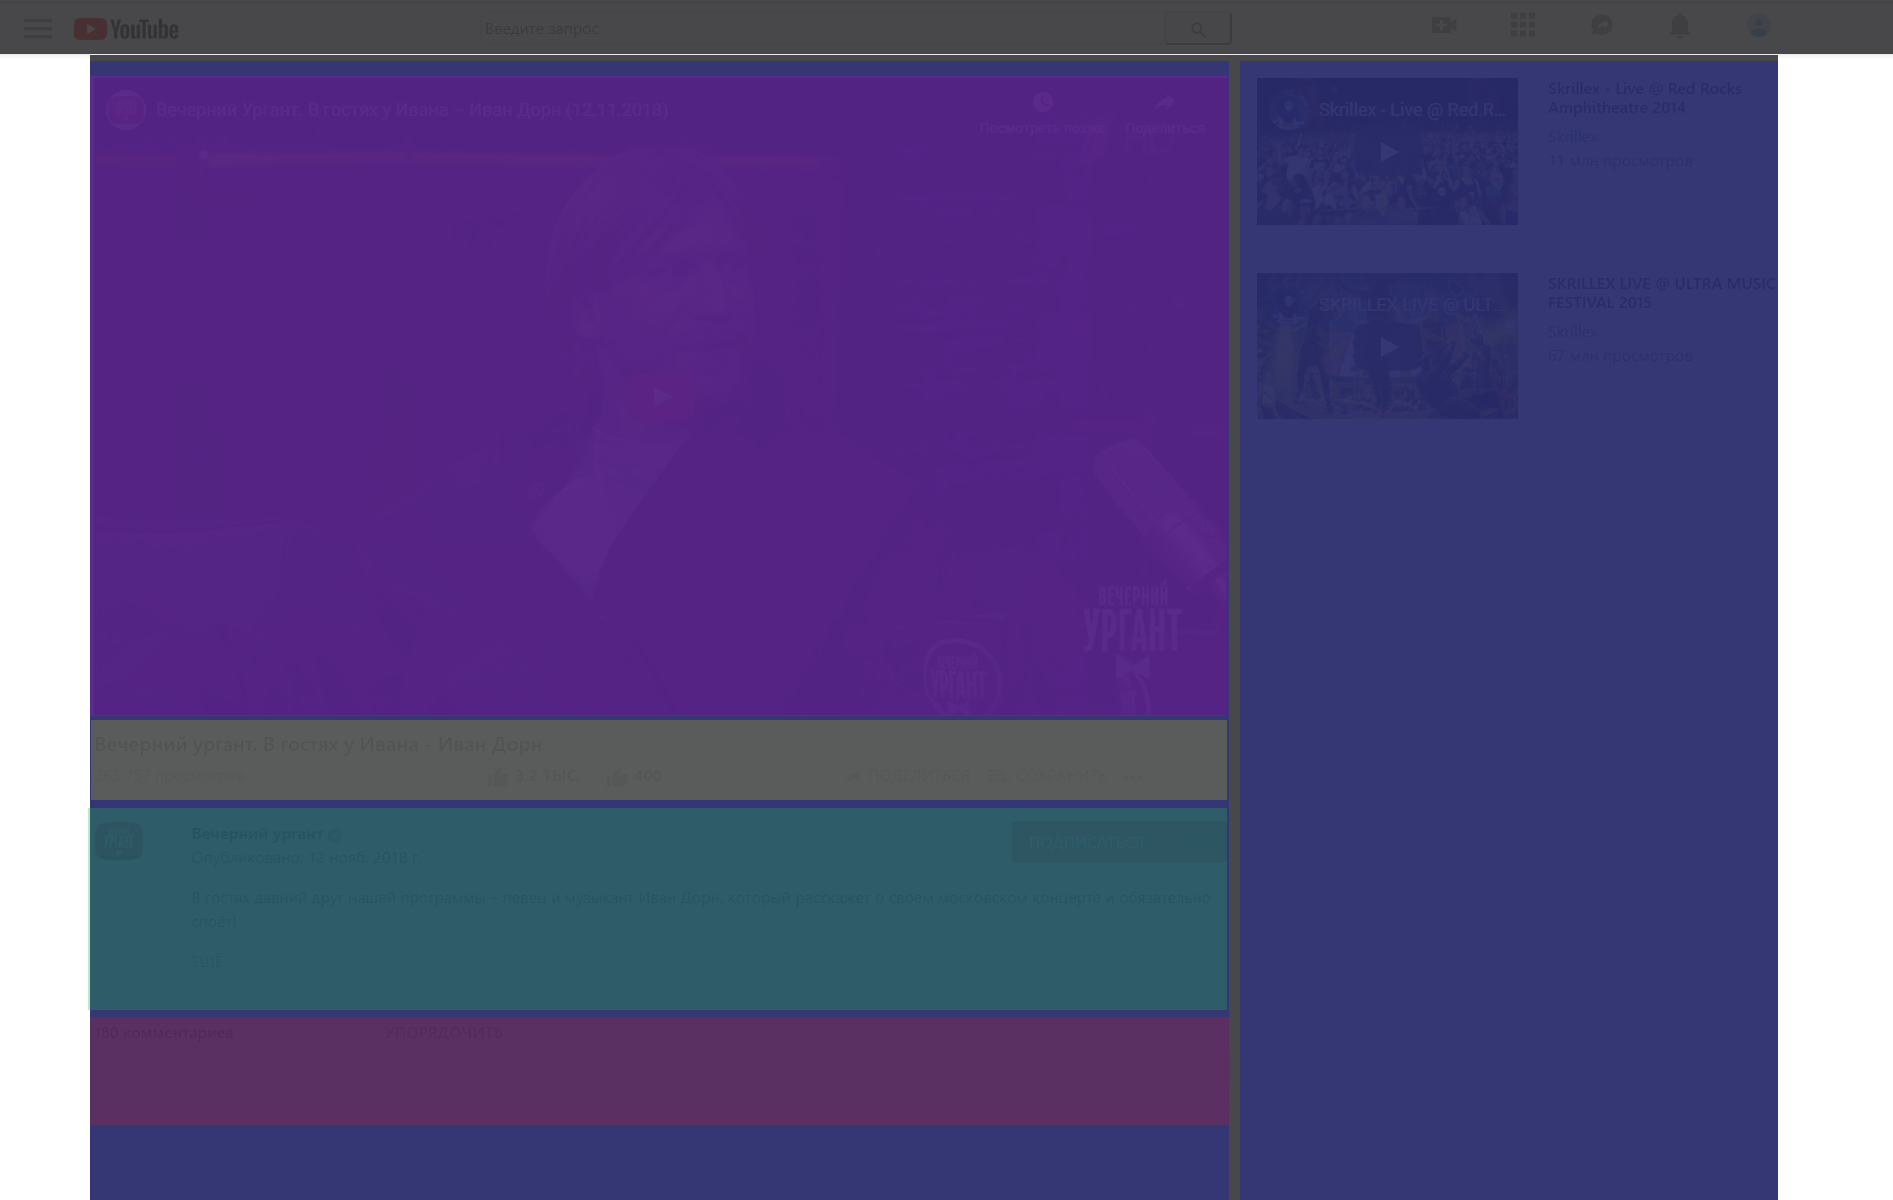 YouTube
Введите запрос
Вечерний Ургант. В гостях у Ивана – Иван Дорн (12.11.2018)
Посмотреть позже
Поделиться
ВЕЧЕРНИЙ
УРГАНТ
ВЕЧЕРНИЙ
УРГАНТ
Вечерний ургант. В гостях у Ивана - Иван Дорн
просмотров
3,2 ТЫС.
400
ПОДЕЛИТЬСЯ
СОХРАНИТЬ
Вечерний ургант
Опубликовано: 12 нояб. 2018 г.
ПОДПИСАТЬСЯ
В гостях давний друг нашей программы – певец и музыкант Иван Дорн, который расскажет о своем московском концерте и обязательно
споёт!
ЕЩЁ
180 комментариев
УПОРЯДОЧИТЬ
Skrillex - Live @ Red R...
Skrillex - Live @ Red Rocks
Amphitheatre 2014
Skrillex
11 млн просмотров
SKRILLEX LIVE @ ULT...
SKRILLEX LIVE @ ULTRA MUSIC
FESTIVAL 2015
Skrillex
67 млн просмотров